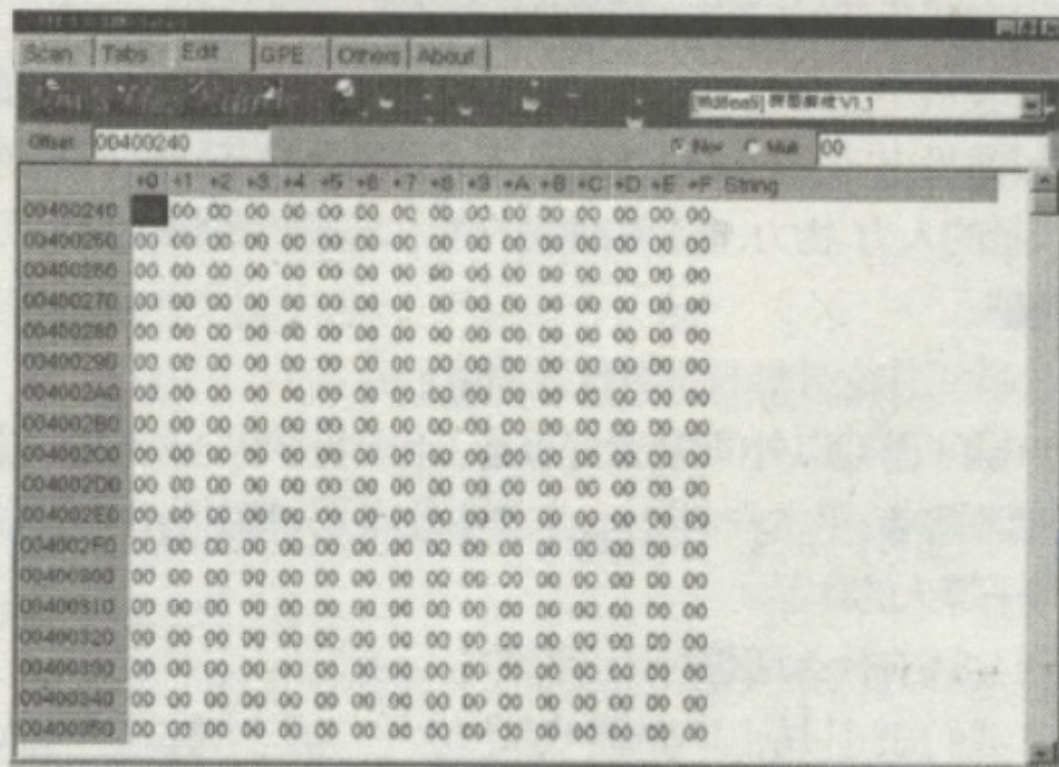 Scan Tabs Edit GPE Others About
V1.1
Offset 00400240 Nor Mult 00
+0 +1 +2 +3 +4 +5 +6 +7 +8 +9 +A +B +C +D +E +F String
00400240 00 00 00 00 00 00 00 00 00 00 00 00 00 00 00 00
00400250 00 00 00 00 00 00 00 00 00 00 00 00 00 00 00 00
00400260 00 00 00 00 00 00 00 00 00 00 00 00 00 00 00 00
00400270 00 00 00 00 00 00 00 00 00 00 00 00 00 00 00 00
00400280 00 00 00 00 00 00 00 00 00 00 00 00 00 00 00 00
00400290 00 00 00 00 00 00 00 00 00 00 00 00 00 00 00 00
004002A0 00 00 00 00 00 00 00 00 00 00 00 00 00 00 00 00
004002B0 00 00 00 00 00 00 00 00 00 00 00 00 00 00 00 00
004002C0 00 00 00 00 00 00 00 00 00 00 00 00 00 00 00 00
004002D0 00 00 00 00 00 00 00 00 00 00 00 00 00 00 00 00
004002E0 00 00 00 00 00 00 00 00 00 00 00 00 00 00 00 00
004002F0 00 00 00 00 00 00 00 00 00 00 00 00 00 00 00 00
00400300 00 00 00 00 00 00 00 00 00 00 00 00 00 00 00 00
00400310 00 00 00 00 00 00 00 00 00 00 00 00 00 00 00 00
00400320 00 00 00 00 00 00 00 00 00 00 00 00 00 00 00 00
00400330 00 00 00 00 00 00 00 00 00 00 00 00 00 00 00 00
00400340 00 00 00 00 00 00 00 00 00 00 00 00 00 00 00 00
00400350 00 00 00 00 00 00 00 00 00 00 00 00 00 00 00 00